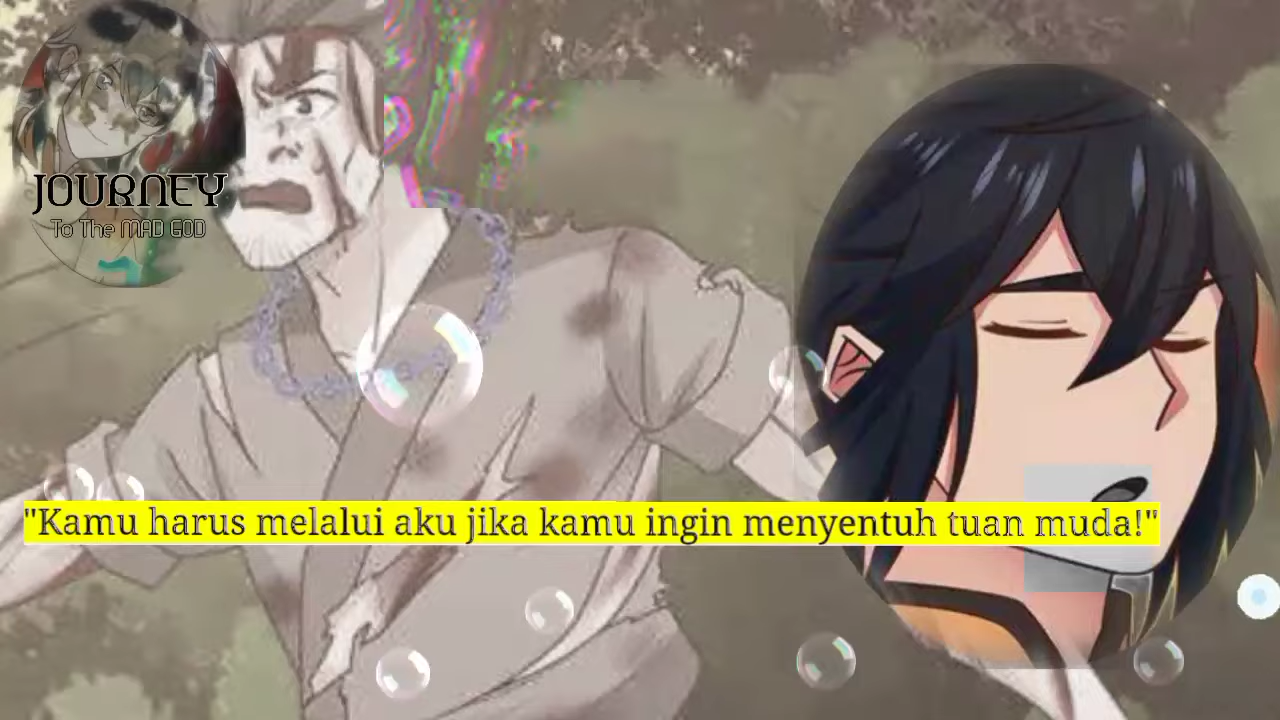 JOURNEY
To The MAD GOD
"Kamu harus melalui aku jika kamu ingin menyentuh tuan muda!"